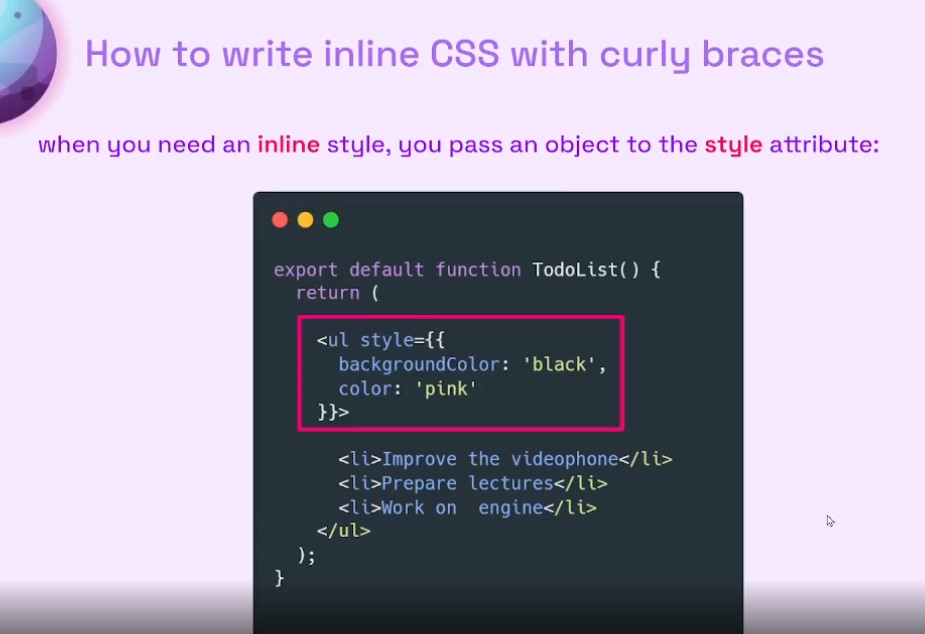 How to write inline CSS with curly braces
when you need an inline style, you pass an object to the style attribute:
export default function TodoList() {
  return (
    <ul style={{
      backgroundColor: 'black',
      color: 'pink'
    }}>
      <li>Improve the videophone</li>
      <li>Prepare lectures</li>
      <li>Work on  engine</li>
    </ul>
  );
}